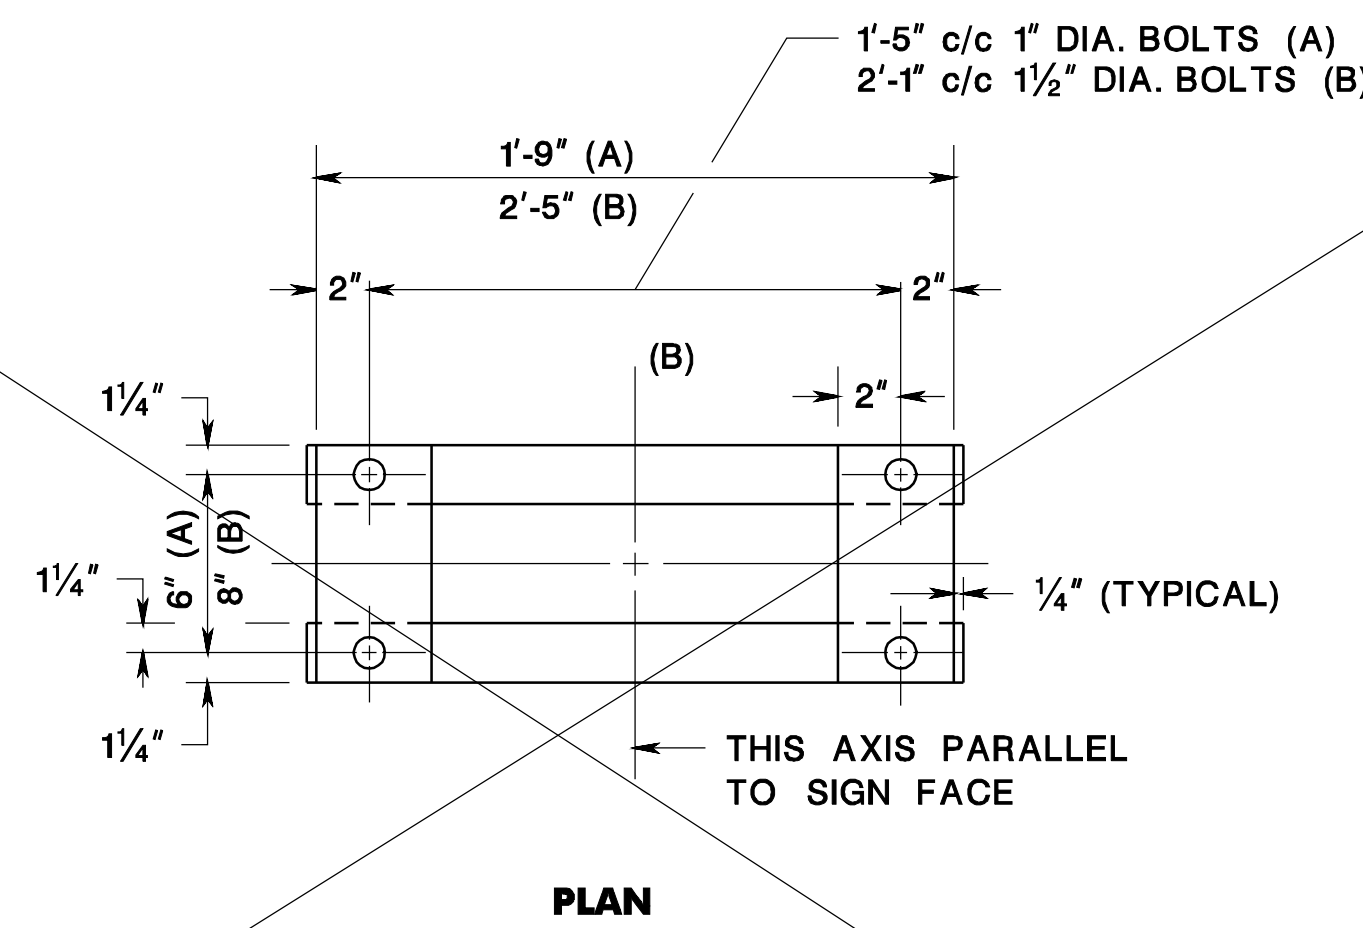 1'-5" c/c 1" DIA. BOLTS (A)
2'-1" c/c 1½" DIA. BOLTS (B)
1'-9" (A)
2'-5" (B)
2"
2"
(B)
2"
1¼"
6" (A)
8" (B)
1¼"
¼" (TYPICAL)
1¼"
THIS AXIS PARALLEL
TO SIGN FACE
PLAN